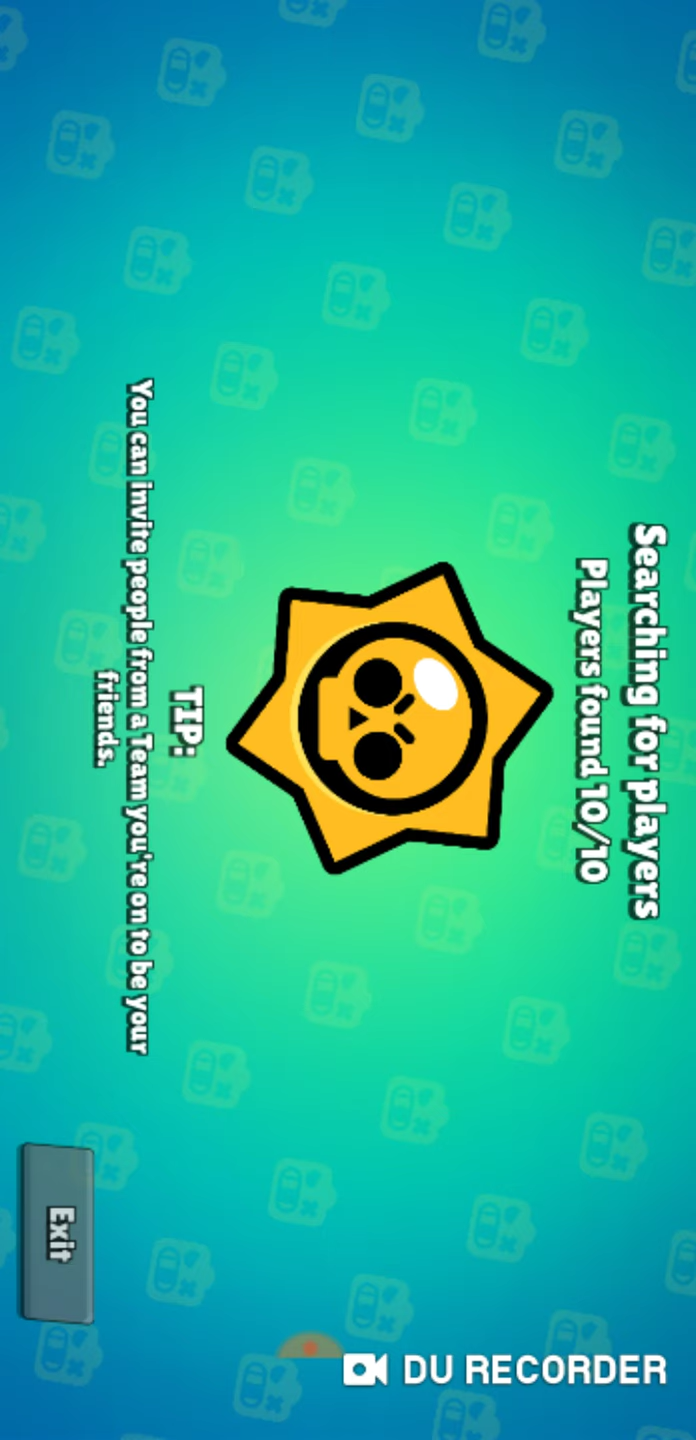 Searching for players
Players found 10/10
TIP:
You can invite people from a Team you're on to be your
friends.
Exit
DU RECORDER